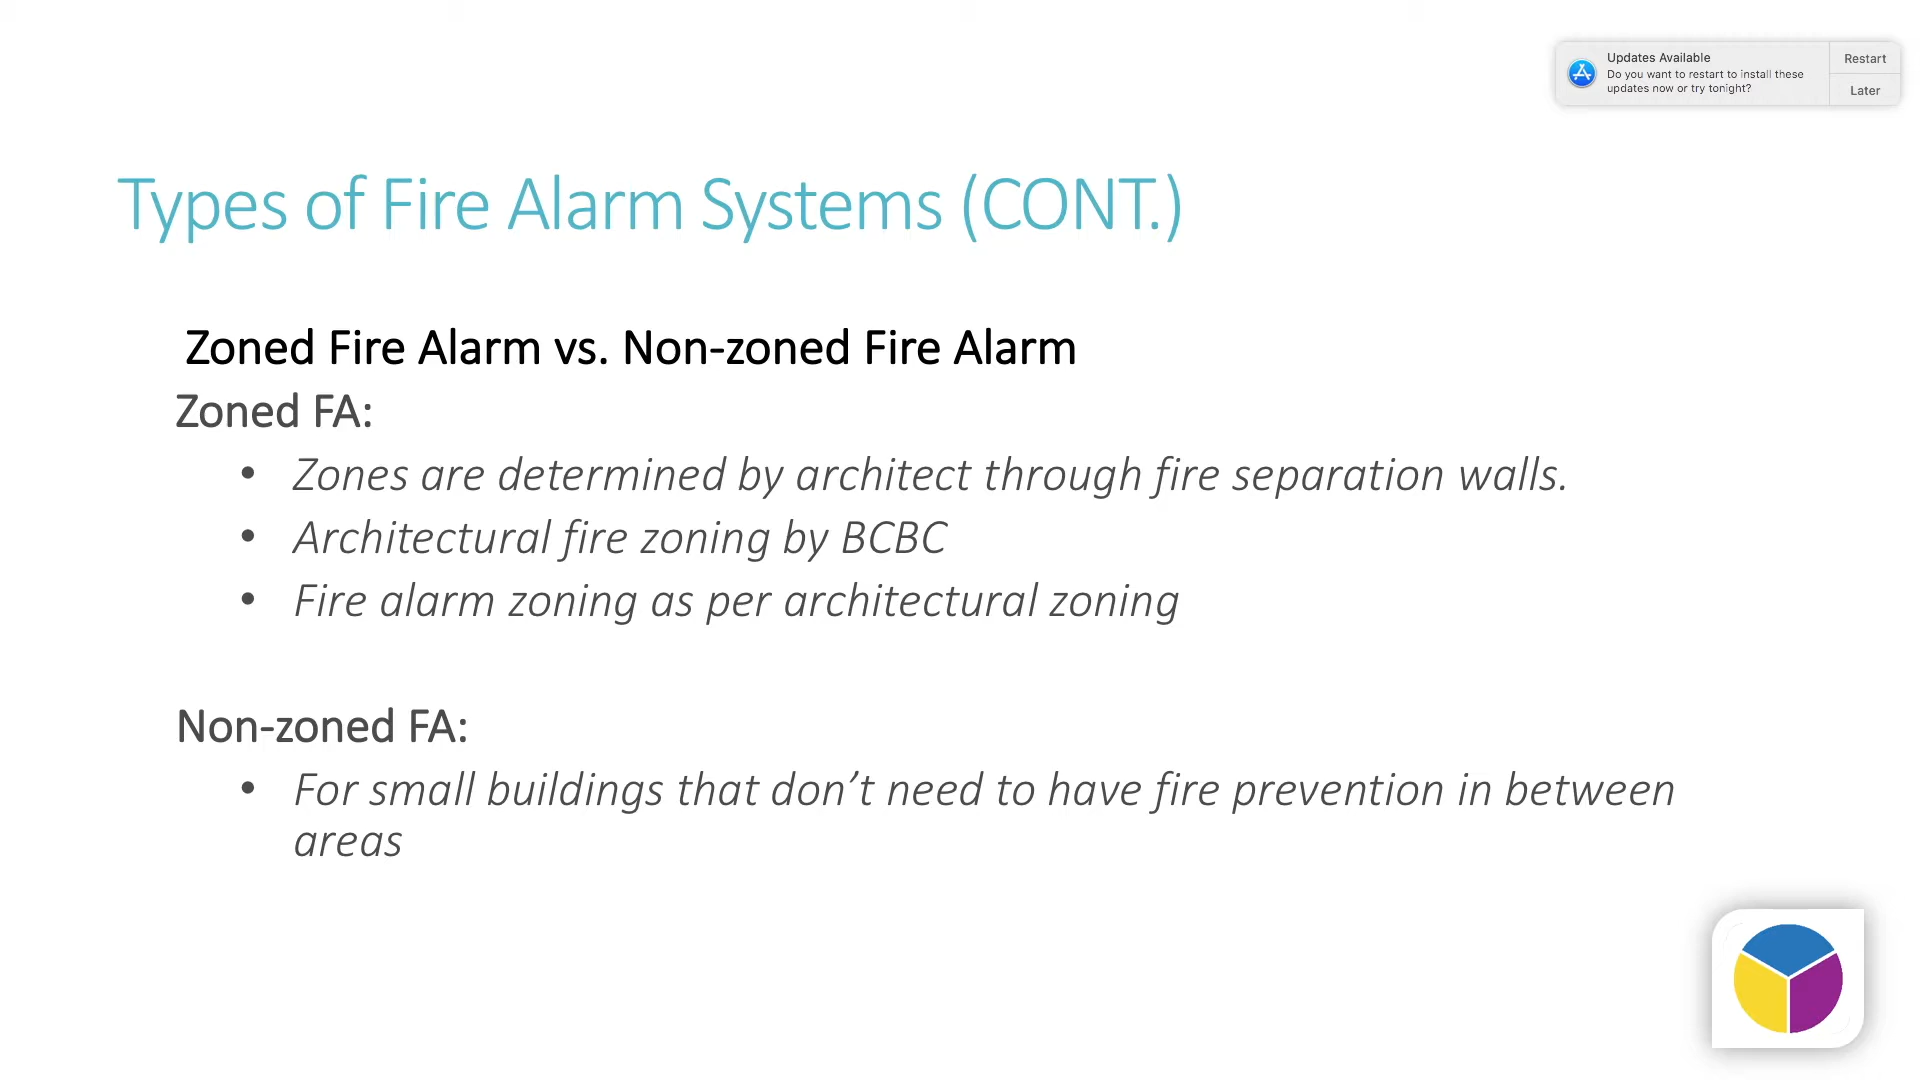 Updates Available
Do you want to restart to install these
updates now or try tonight?
Restart
Later
Types of Fire Alarm Systems (CONT.)
Zoned Fire Alarm vs. Non-zoned Fire Alarm
Zoned FA:
• Zones are determined by architect through fire separation walls.
• Architectural fire zoning by BCBC
• Fire alarm zoning as per architectural zoning
Non-zoned FA:
• For small buildings that don’t need to have fire prevention in between
areas